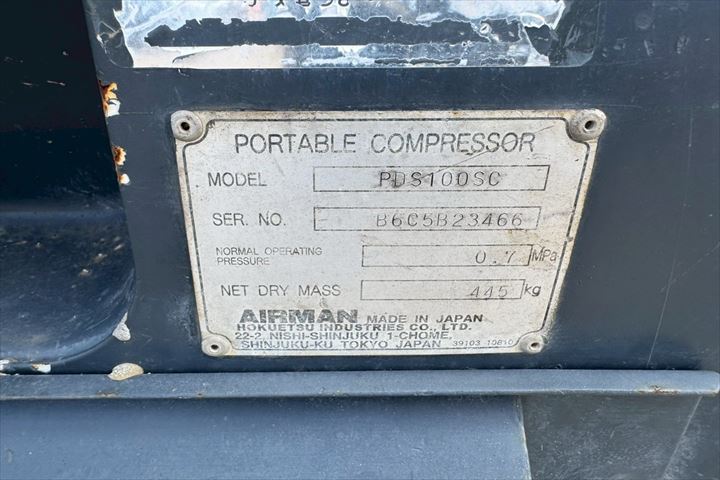 PORTABLE COMPRESSOR
MODEL PDS100SC
SER. NO. B6C5B23466
NORMAL OPERATING
PRESSURE 0.7 MPa
NET DRY MASS 445 kg
AIRMAN MADE IN JAPAN
HOKUETSU INDUSTRIES CO., LTD.
22-2, NISHI-SHINJUKU 1-CHOME,
SHINJUKU-KU TOKYO JAPAN 39103 10810